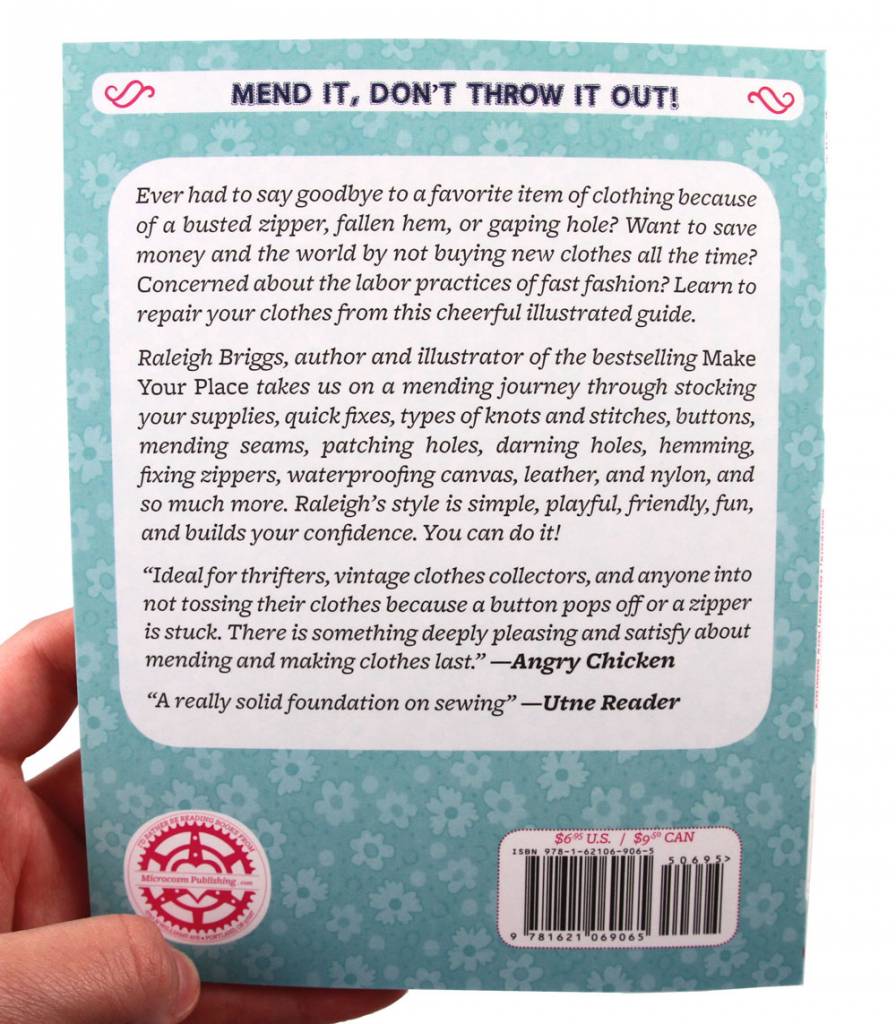 MEND IT, DON'T THROW IT OUT!
Ever had to say goodbye to a favorite item of clothing because
of a busted zipper, fallen hem, or gaping hole? Want to save
money and the world by not buying new clothes all the time?
Concerned about the labor practices of fast fashion? Learn to
repair your clothes from this cheerful illustrated guide.
Raleigh Briggs, author and illustrator of the bestselling Make
Your Place takes us on a mending journey through stocking
your supplies, quick fixes, types of knots and stitches, buttons,
mending seams, patching holes, darning holes, hemming,
fixing zippers, waterproofing canvas, leather, and nylon, and
so much more. Raleigh's style is simple, playful, friendly, fun,
and builds your confidence. You can do it!
“Ideal for thrifters, vintage clothes collectors, and anyone into
not tossing their clothes because a button pops off or a zipper
is stuck. There is something deeply pleasing and satisfy about
mending and making clothes last.” —Angry Chicken
“A really solid foundation on sewing” —Utne Reader
I'D RATHER BE READING BOOKS FROM
Microcosm Publishing .com
$6.95 U.S. / $9.50 CAN
ISBN 978-1-62106-906-5
50695>
9 781621 069065